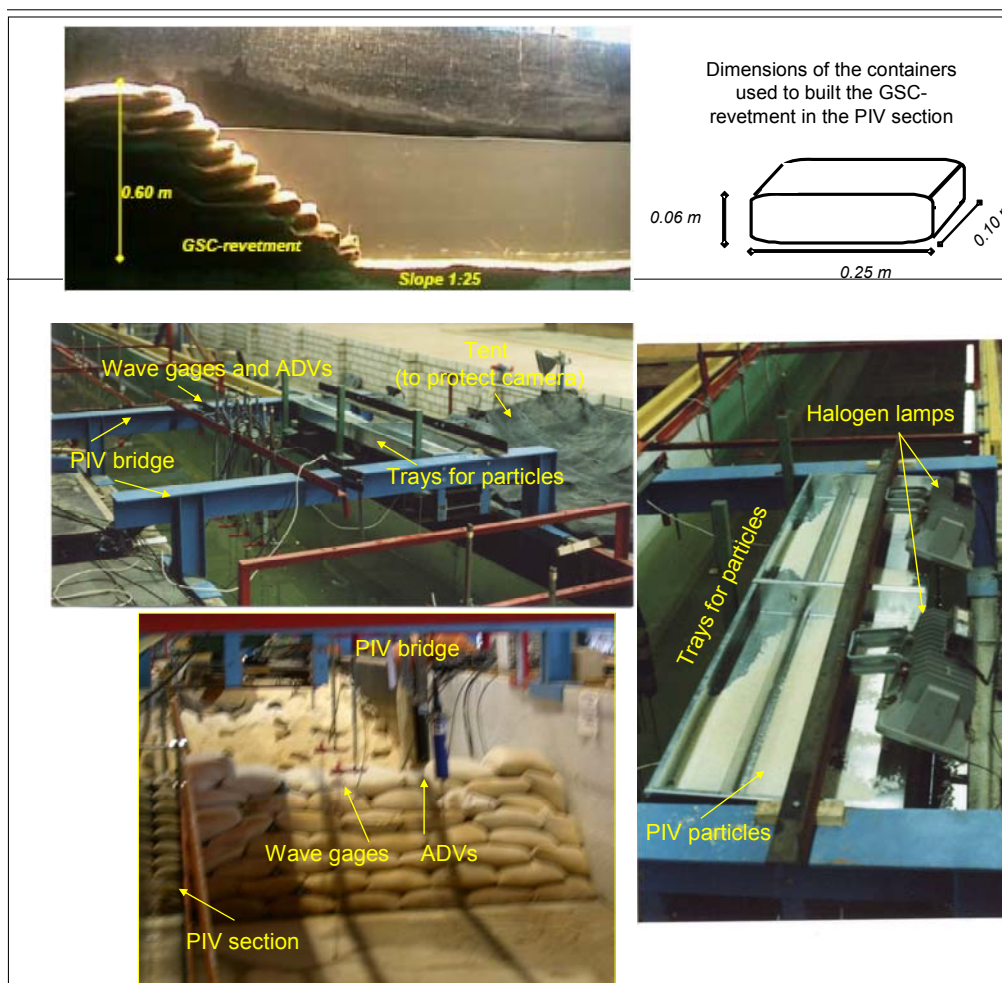 Dimensions of the containers
used to built the GSC-
revetment in the PIV section
0.60 m
GSC-revetment
Slope 1:25
0.06 m
0.10 m
0.25 m
Wave gages and ADVs
Tent
(to protect camera)
PIV bridge
Trays for particles
Halogen lamps
Trays for particles
PIV particles
PIV bridge
Wave gages
ADVs
PIV section